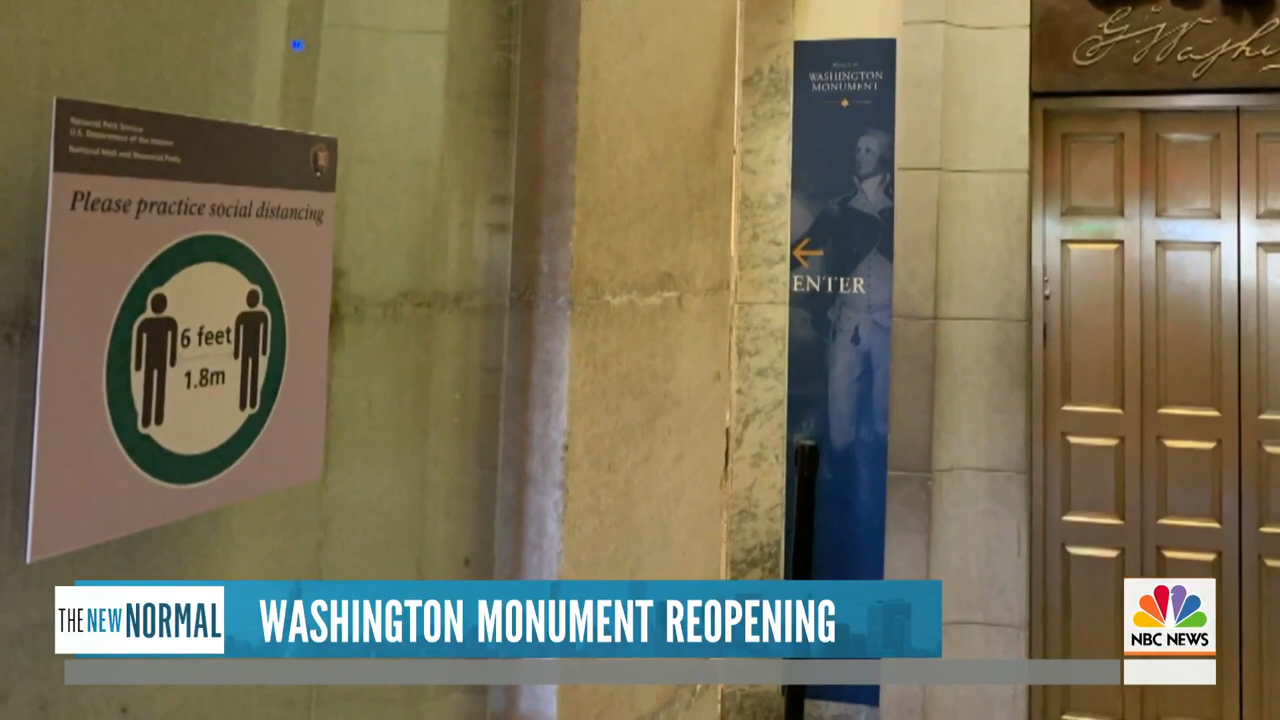 National Park Service
U.S. Department of the Interior
National Mall and Memorial Parks
Please practice social distancing
6 feet
1.8m
WASHINGTON
MONUMENT
ENTER
G Washi
THE NEW NORMAL
WASHINGTON MONUMENT REOPENING
NBC NEWS